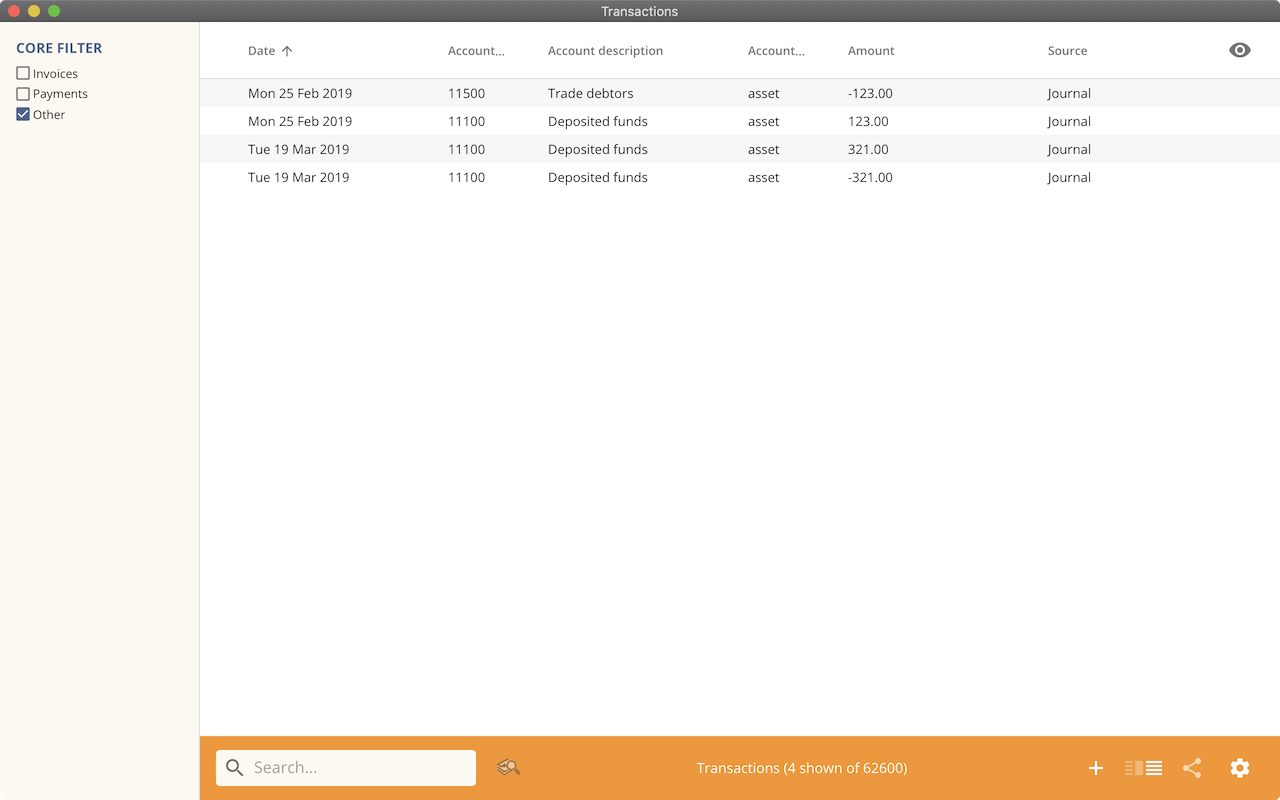 Transactions
CORE FILTER
Invoices
Payments
Other
Date Account... Account description Account... Amount Source
Mon 25 Feb 2019 11500 Trade debtors asset -123.00 Journal
Mon 25 Feb 2019 11100 Deposited funds asset 123.00 Journal
Tue 19 Mar 2019 11100 Deposited funds asset 321.00 Journal
Tue 19 Mar 2019 11100 Deposited funds asset -321.00 Journal
Search... Transactions (4 shown of 62600)